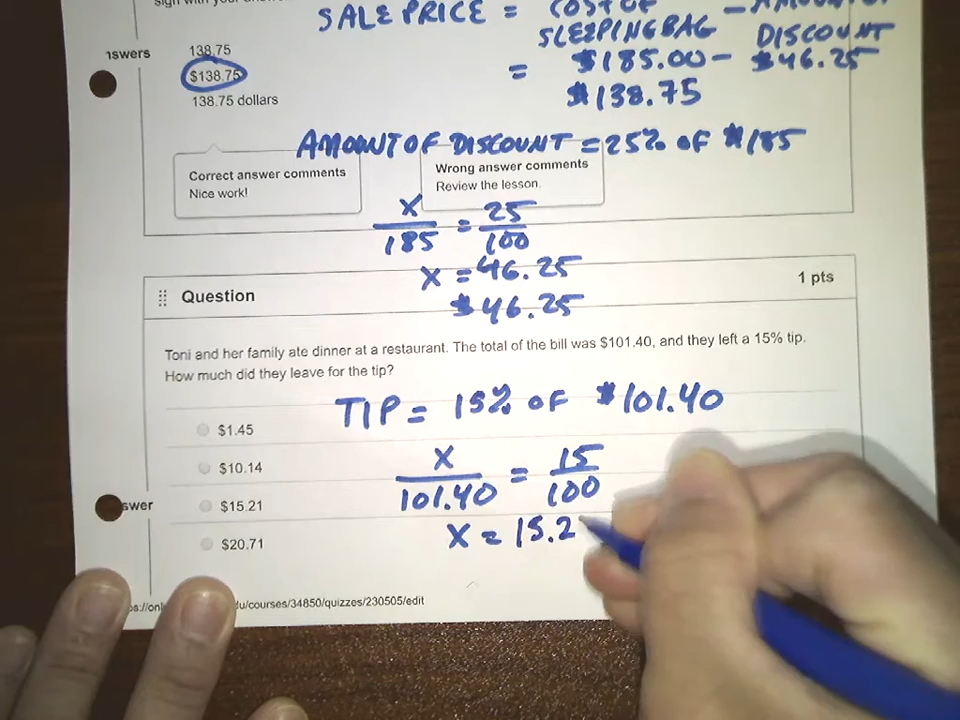 sign with your
SALE PRICE = COST OF - AMOUNT OF
SLEEPING BAG DISCOUNT
nswers 138.75
$138.75
138.75 dollars
= $185.00 - $46.25
$138.75
AMOUNT OF DISCOUNT = 25% OF $185
Correct answer comments
Nice work!
Wrong answer comments
Review the lesson.
X/185 = 25/100
X = 46.25
$46.25
Question 1 pts
Toni and her family ate dinner at a restaurant. The total of the bill was $101.40, and they left a 15% tip.
How much did they leave for the tip?
TIP = 15% OF $101.40
$1.45
$10.14
swer $15.21
$20.71
X/101.40 = 15/100
X = 15.2
du/courses/34850/quizzes/230505/edit